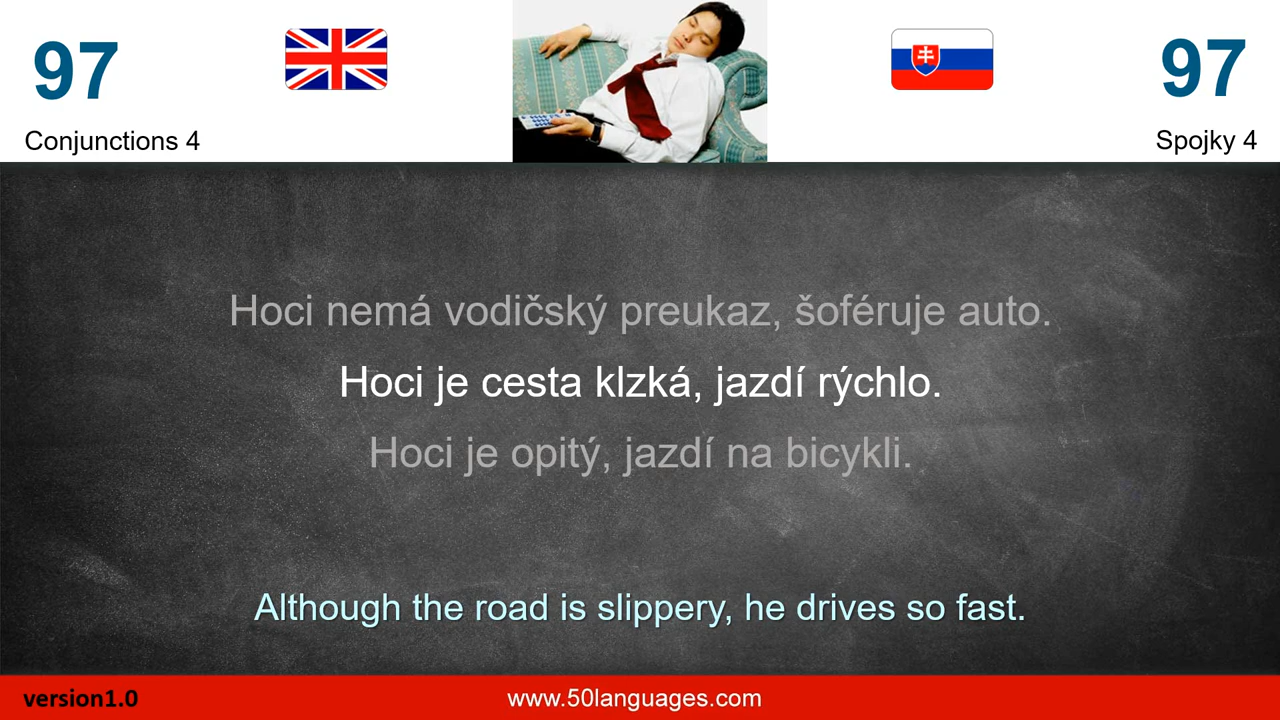 97
97
Conjunctions 4
Spojky 4
Hoci nemá vodičský preukaz, šoféruje auto.
Hoci je cesta klzká, jazdí rýchlo.
Hoci je opitý, jazdí na bicykli.
Although the road is slippery, he drives so fast.
version1.0
www.50languages.com